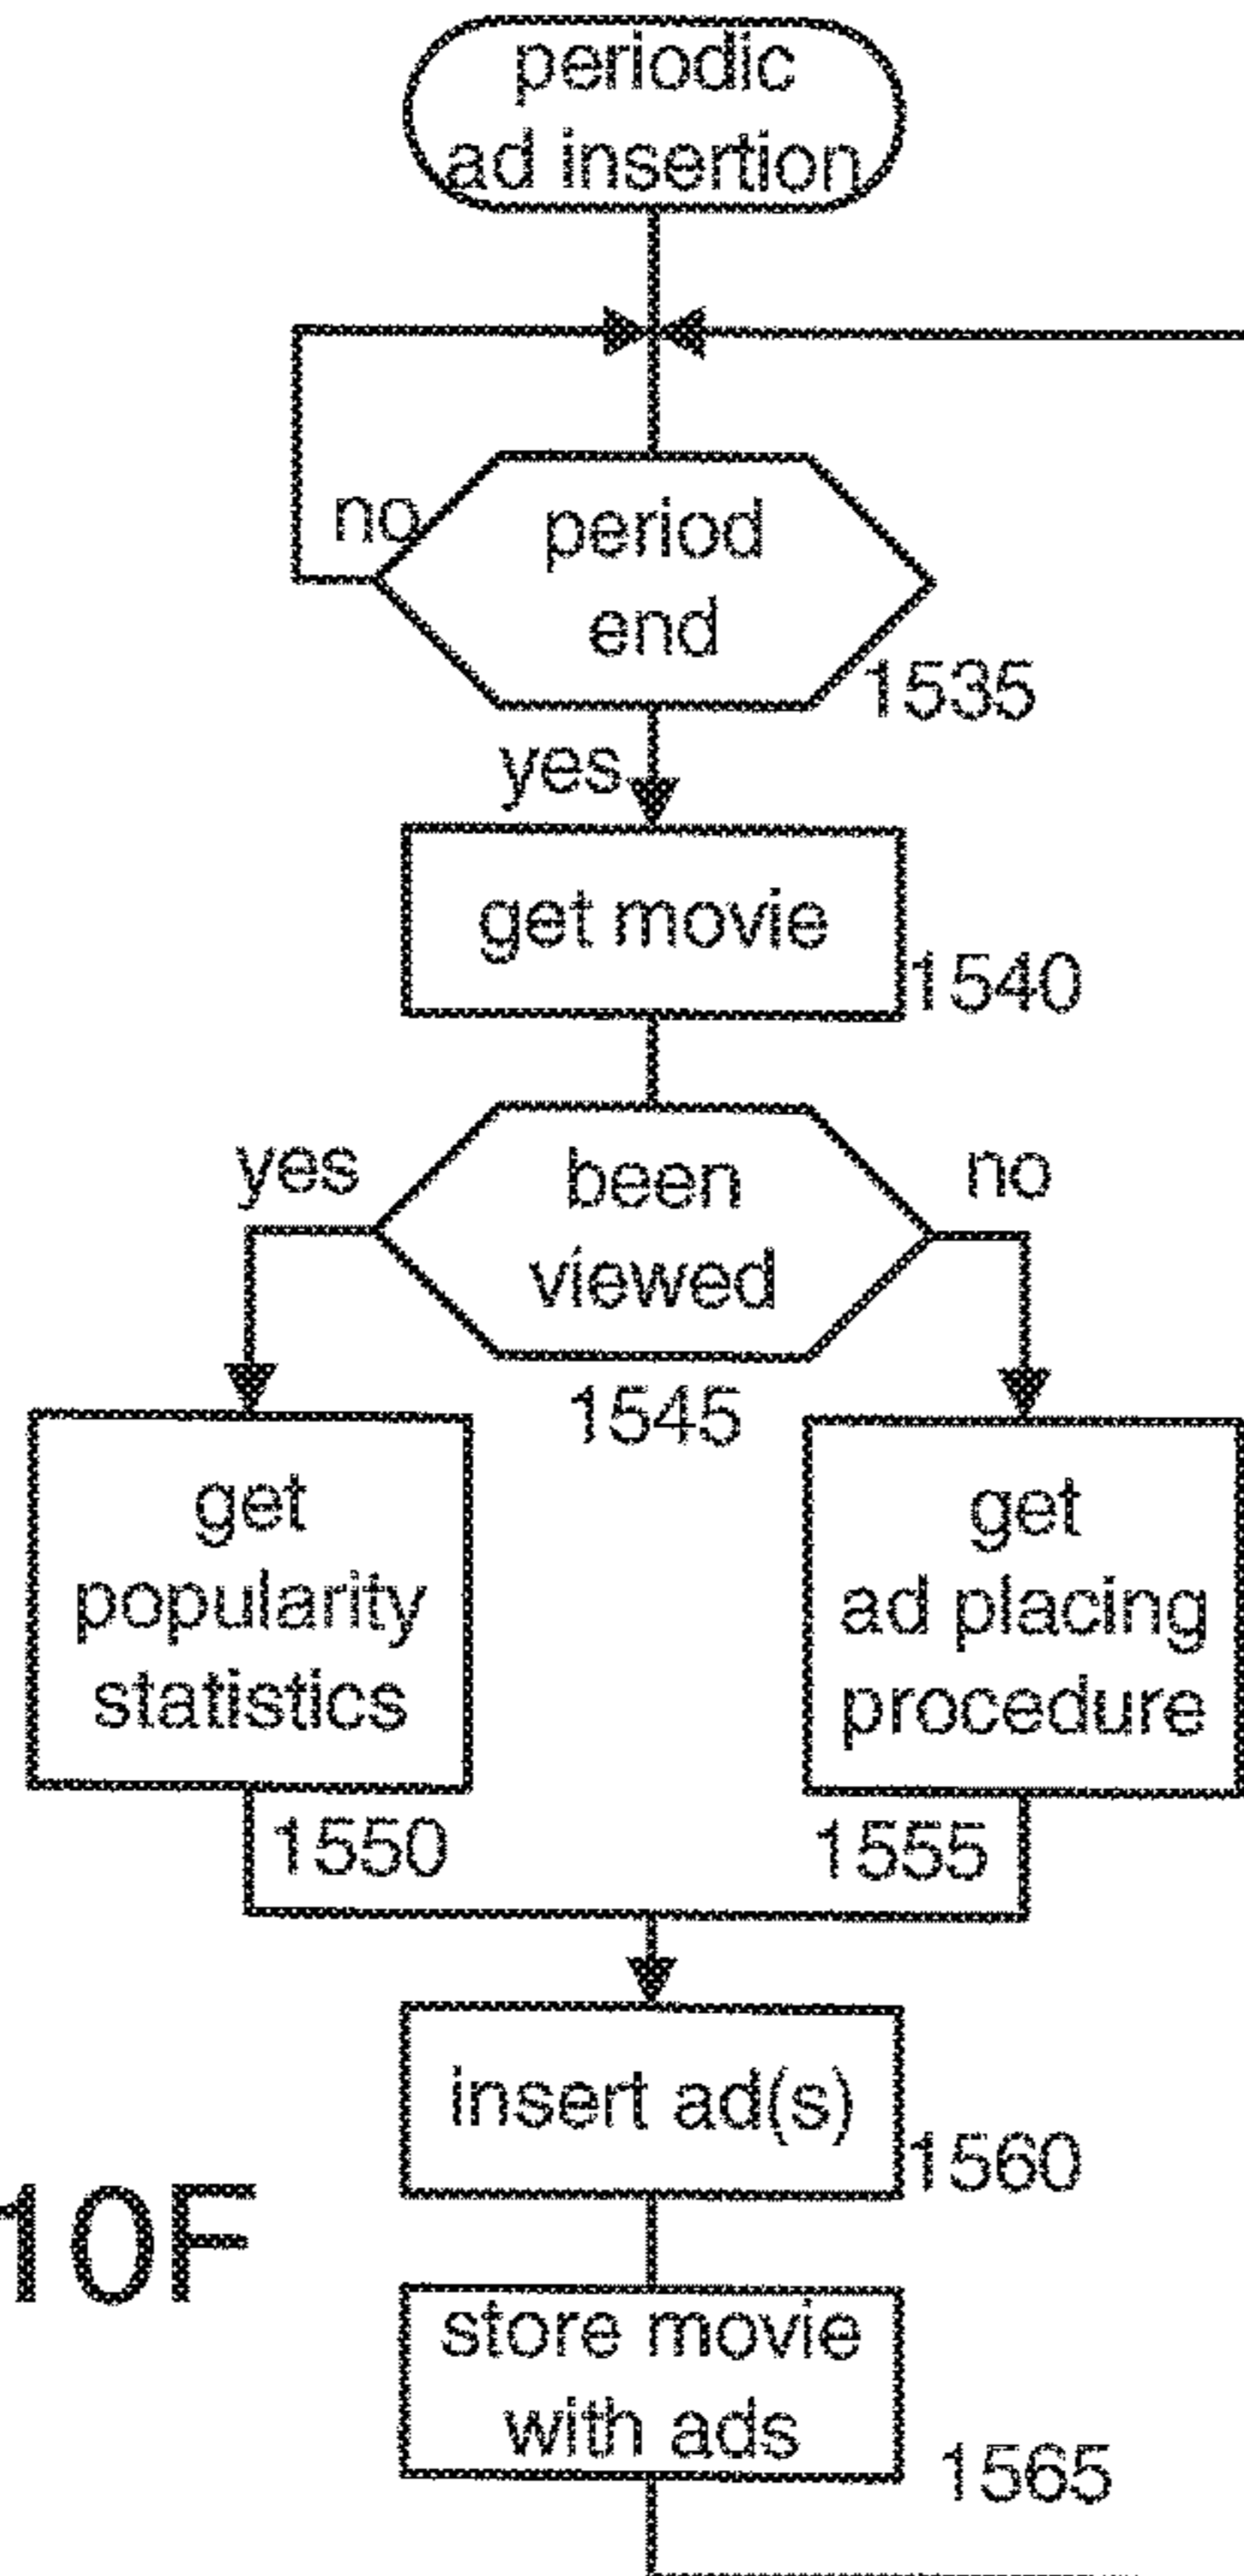 periodic
ad insertion
no
period
end
1535
yes
get movie
1540
yes
been
viewed
no
1545
get
popularity
statistics
get
ad placing
procedure
1550
1555
insert ad(s)
1560
10F
store movie
with ads
1565